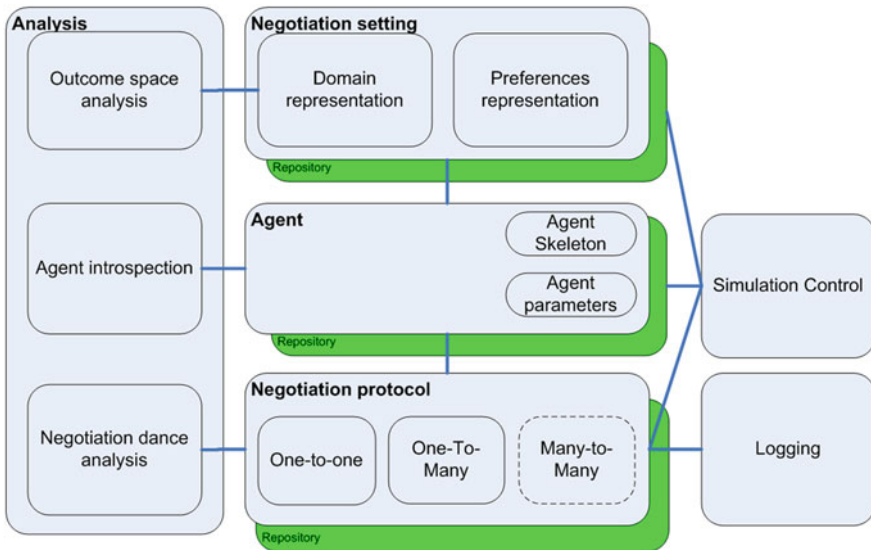 Analysis
Outcome space
analysis
Agent introspection
Negotiation dance
analysis
Negotiation setting
Domain
representation
Preferences
representation
Repository
Agent
Agent
Skeleton
Agent
parameters
Repository
Negotiation protocol
One-to-one
One-To-
Many
Many-to-
Many
Repository
Simulation Control
Logging